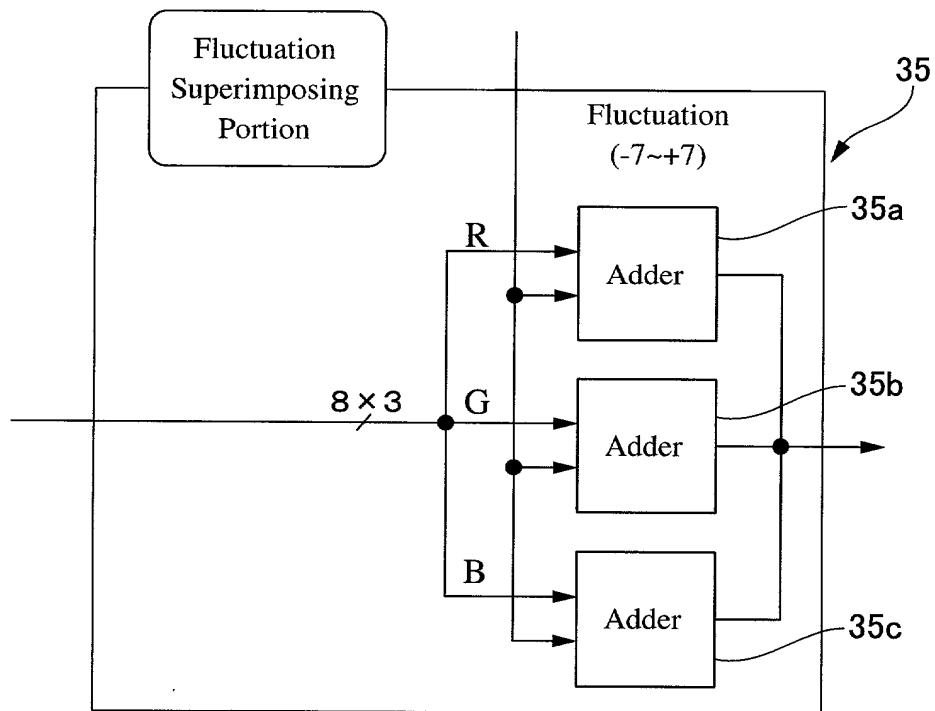 Fluctuation
Superimposing
Portion
35
Fluctuation
(-7~+7)
35a
R
Adder
8×3
G
35b
Adder
B
Adder
35c